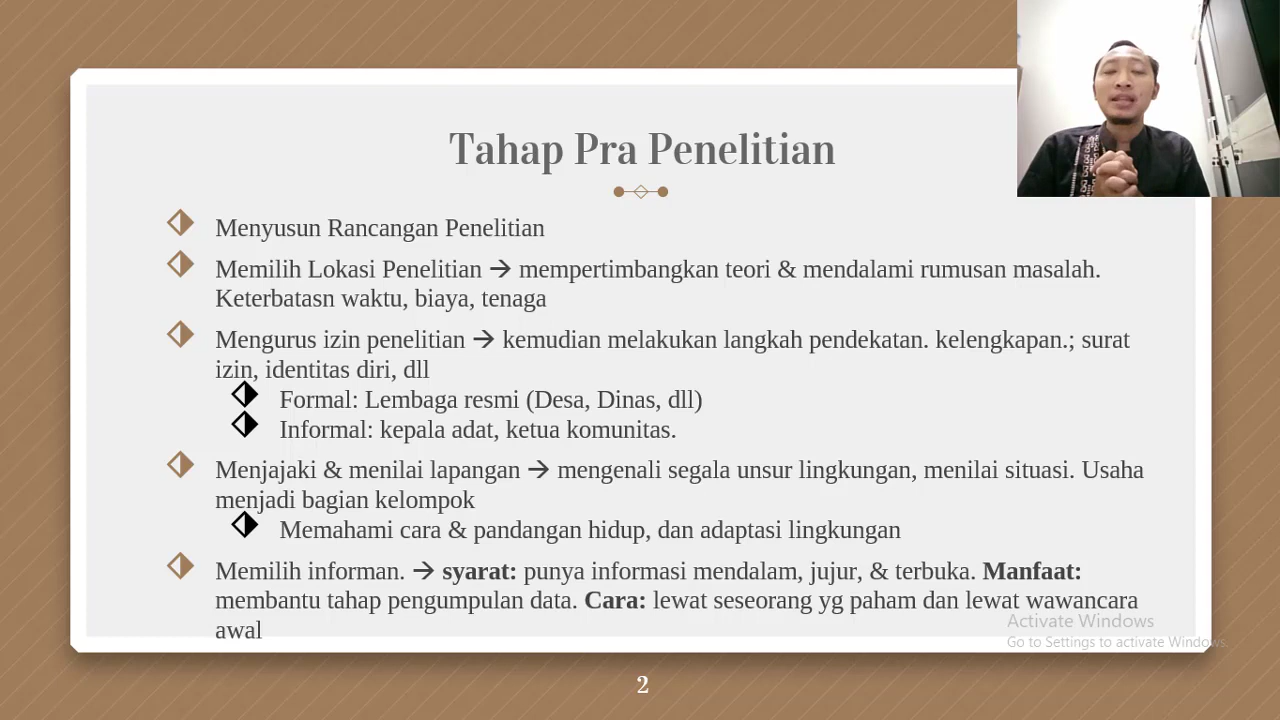 Tahap Pra Penelitian
Menyusun Rancangan Penelitian
Memilih Lokasi Penelitian → mempertimbangkan teori & mendalami rumusan masalah.
Keterbatasn waktu, biaya, tenaga
Mengurus izin penelitian → kemudian melakukan langkah pendekatan. kelengkapan.; surat
izin, identitas diri, dll
Formal: Lembaga resmi (Desa, Dinas, dll)
Informal: kepala adat, ketua komunitas.
Menjajaki & menilai lapangan → mengenali segala unsur lingkungan, menilai situasi. Usaha
menjadi bagian kelompok
Memahami cara & pandangan hidup, dan adaptasi lingkungan
Memilih informan. → syarat: punya informasi mendalam, jujur, & terbuka. Manfaat:
membantu tahap pengumpulan data. Cara: lewat seseorang yg paham dan lewat wawancara
awal
Activate Windows
Go to Settings to activate Windows.
2